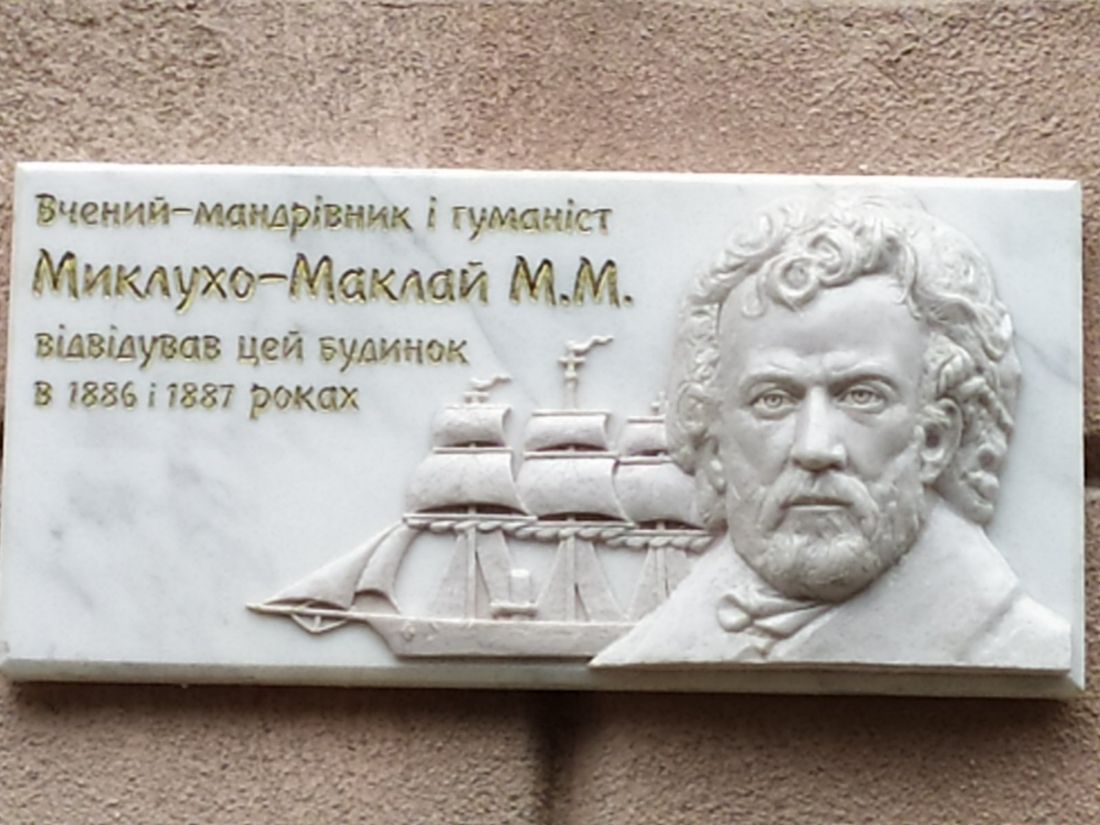 Вчений-мандрівник і гуманіст
Миклухо-Маклай М.М.
відвідував цей будинок
в 1886 і 1887 роках